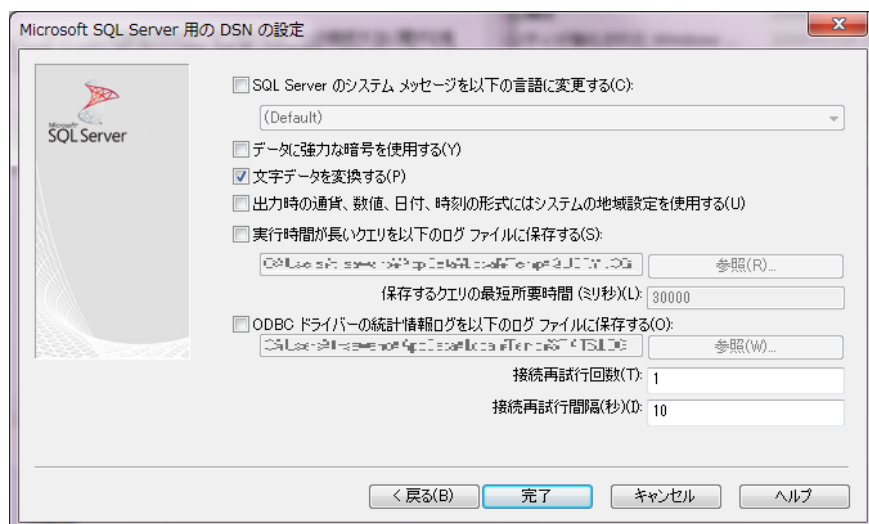 Microsoft SQL Server 用の DSN の設定
SQL Server のシステム メッセージを以下の言語に変更する(C):
(Default)
Microsoft
SQL Server
データに強力な暗号を使用する(Y)
文字データを変換する(P)
出力時の通貨、数値、日付、時刻の形式にはシステムの地域設定を使用する(U)
実行時間が長いクエリを以下のログ ファイルに保存する(S):
参照(R)...
保存するクエリの最短所要時間 (ミリ秒)(L): 30000
ODBC ドライバーの統計情報ログを以下のログ ファイルに保存する(O):
参照(W)...
接続再試行回数(T): 1
接続再試行間隔(秒)(I): 10
< 戻る(B) 完了 キャンセル ヘルプ